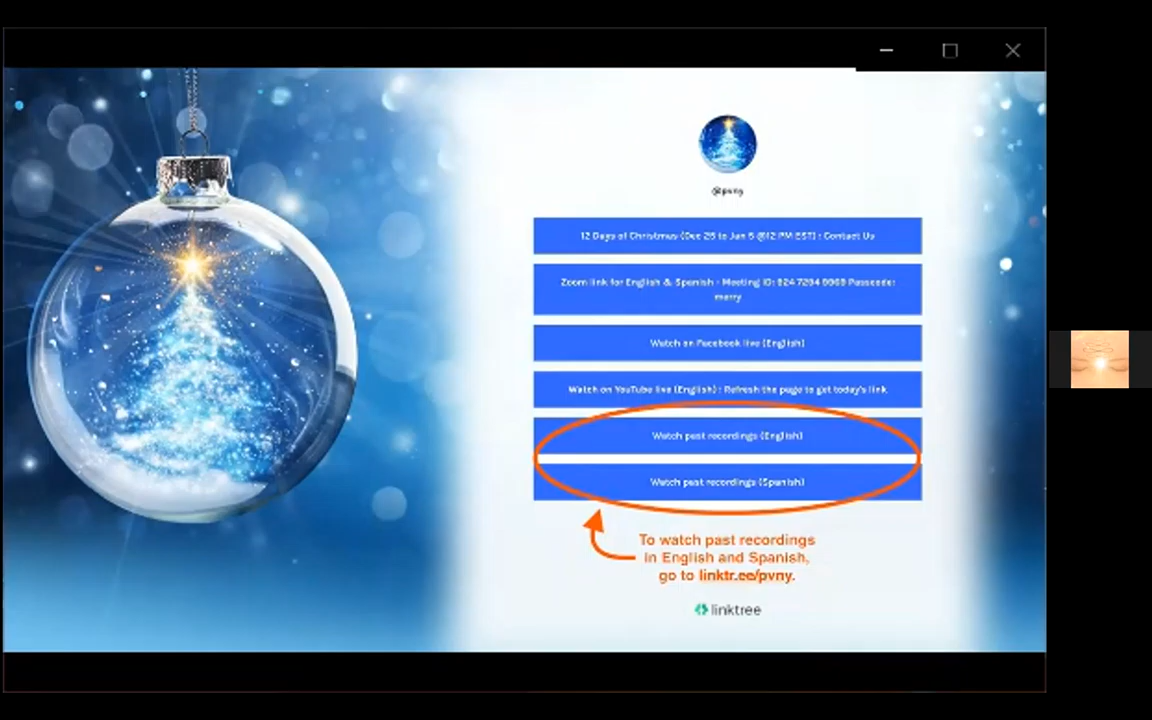 @pvny
12 Days of Christmas (Dec 25 to Jan 5 @12 PM EST) : Contact Us
Zoom link for English & Spanish - Meeting ID: 824 7294 9969 Passcode:
merry
Watch on Facebook live (English)
Watch on YouTube live (English) : Refresh the page to get today's link
Watch past recordings (English)
Watch past recordings (Spanish)
To watch past recordings
in English and Spanish,
go to linktr.ee/pvny.
linktree